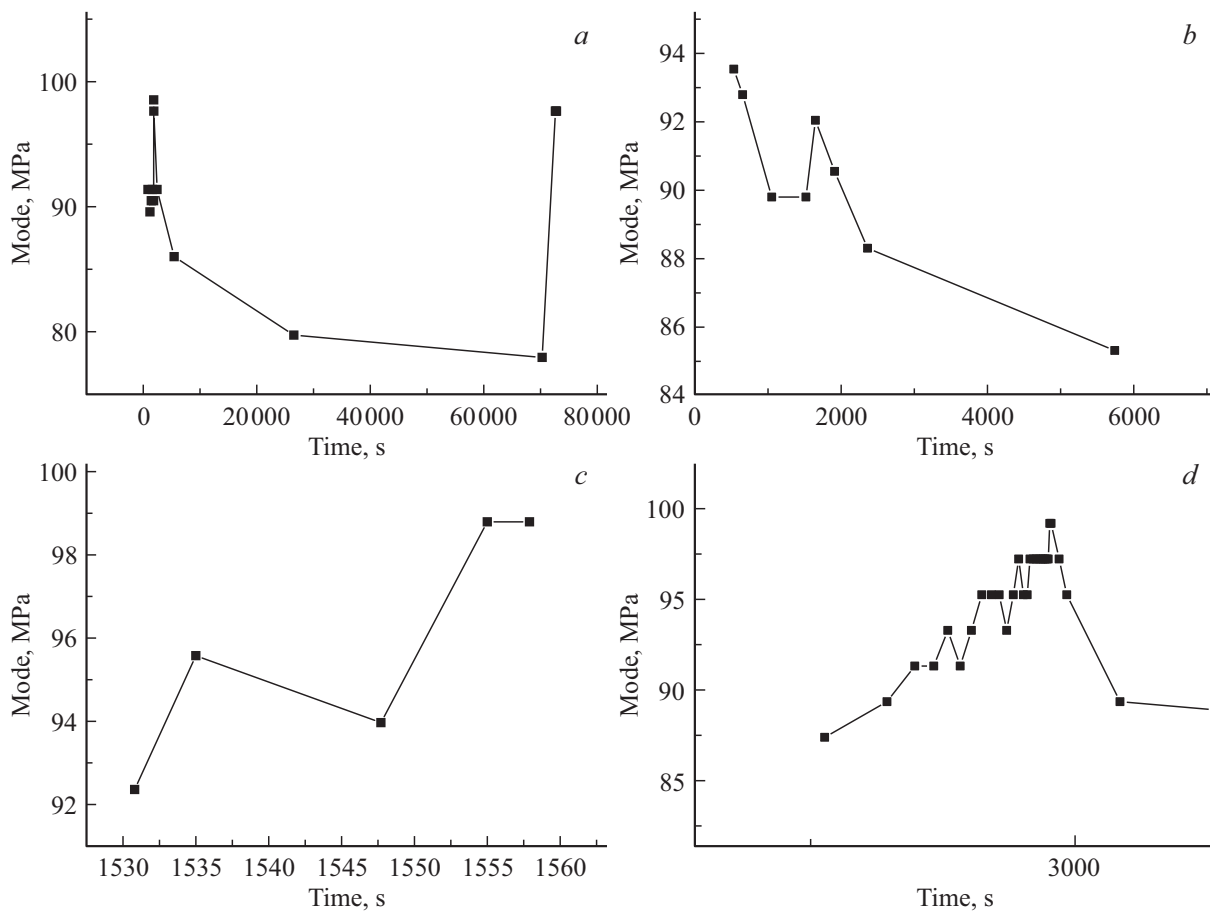 a
100
90
80
Mode, MPa
0 20000 40000 60000 80000
Time, s
b
94
92
90
88
86
84
Mode, MPa
0 2000 4000 6000
Time, s
c
100
98
96
94
92
Mode, MPa
1530 1535 1540 1545 1550 1555 1560
Time, s
d
100
95
90
85
Mode, MPa
3000
Time, s